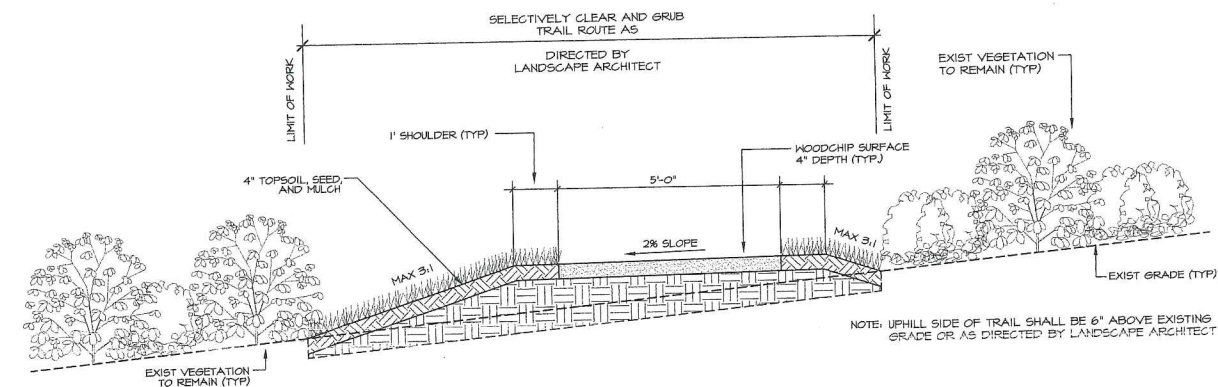 SELECTIVELY CLEAR AND GRUB
TRAIL ROUTE AS
DIRECTED BY
LANDSCAPE ARCHITECT
LIMIT OF WORK
LIMIT OF WORK
EXIST VEGETATION
TO REMAIN (TYP)
1' SHOULDER (TYP)
WOODCHIP SURFACE
4" DEPTH (TYP.)
4" TOPSOIL, SEED,
AND MULCH
5'-0"
MAX 3:1
2% SLOPE
MAX 3:1
EXIST GRADE (TYP)
NOTE: UPHILL SIDE OF TRAIL SHALL BE 6" ABOVE EXISTING
GRADE OR AS DIRECTED BY LANDSCAPE ARCHITECT
EXIST VEGETATION
TO REMAIN (TYP)